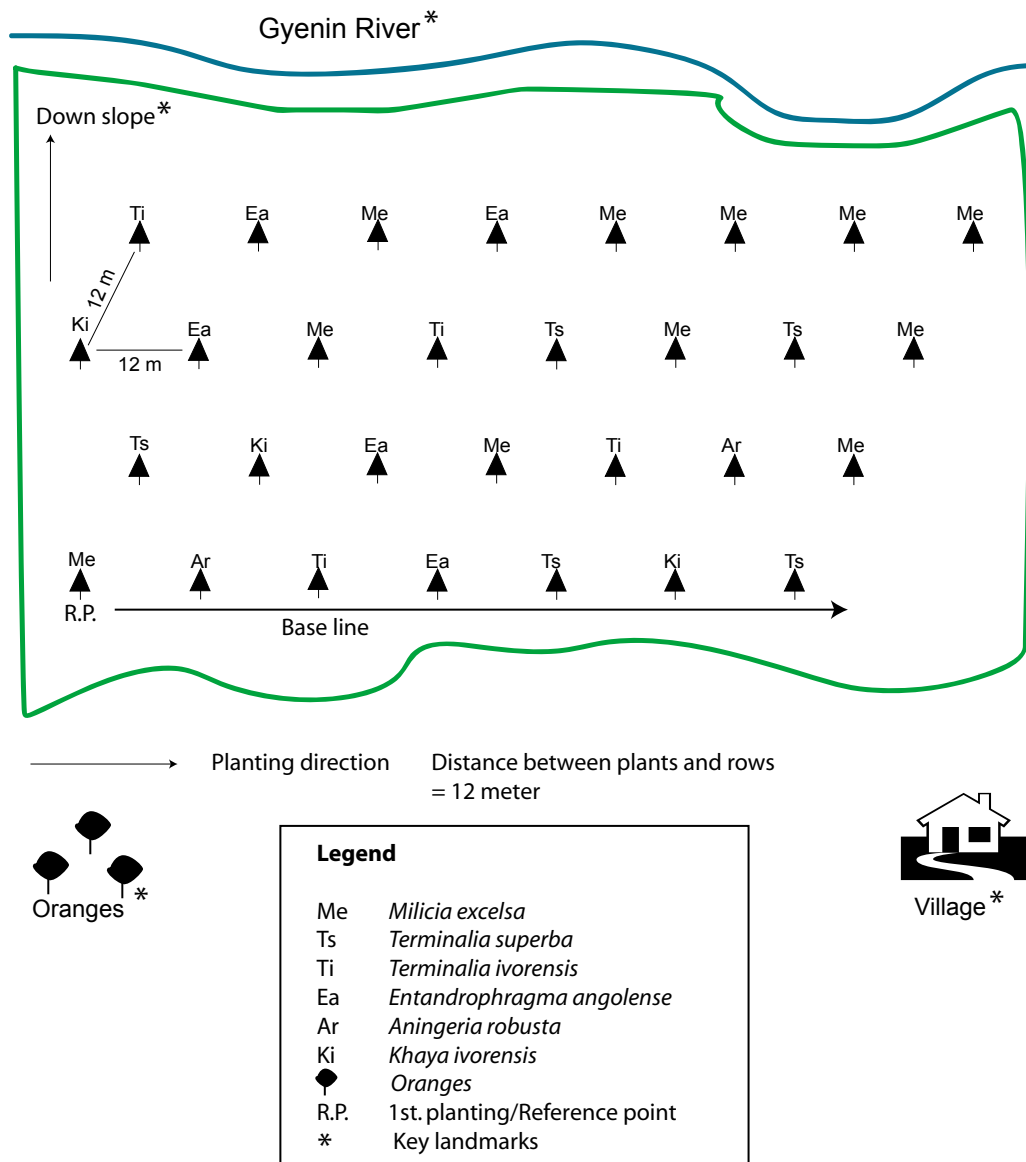 Gyenin River*
Down slope*
Ti Ea Me Ea Me Me Me Me
12 m
Ki Ea Me Ti Ts Me Ts Me
12 m
Ts Ki Ea Me Ti Ar Me
Me Ar Ti Ea Ts Ki Ts
R.P.
Base line
Planting direction
Distance between plants and rows
= 12 meter
Oranges*
Village*
Legend
Me Milicia excelsa
Ts Terminalia superba
Ti Terminalia ivorensis
Ea Entandrophragma angolense
Ar Aningeria robusta
Ki Khaya ivorensis
Oranges
R.P. 1st. planting/Reference point
* Key landmarks